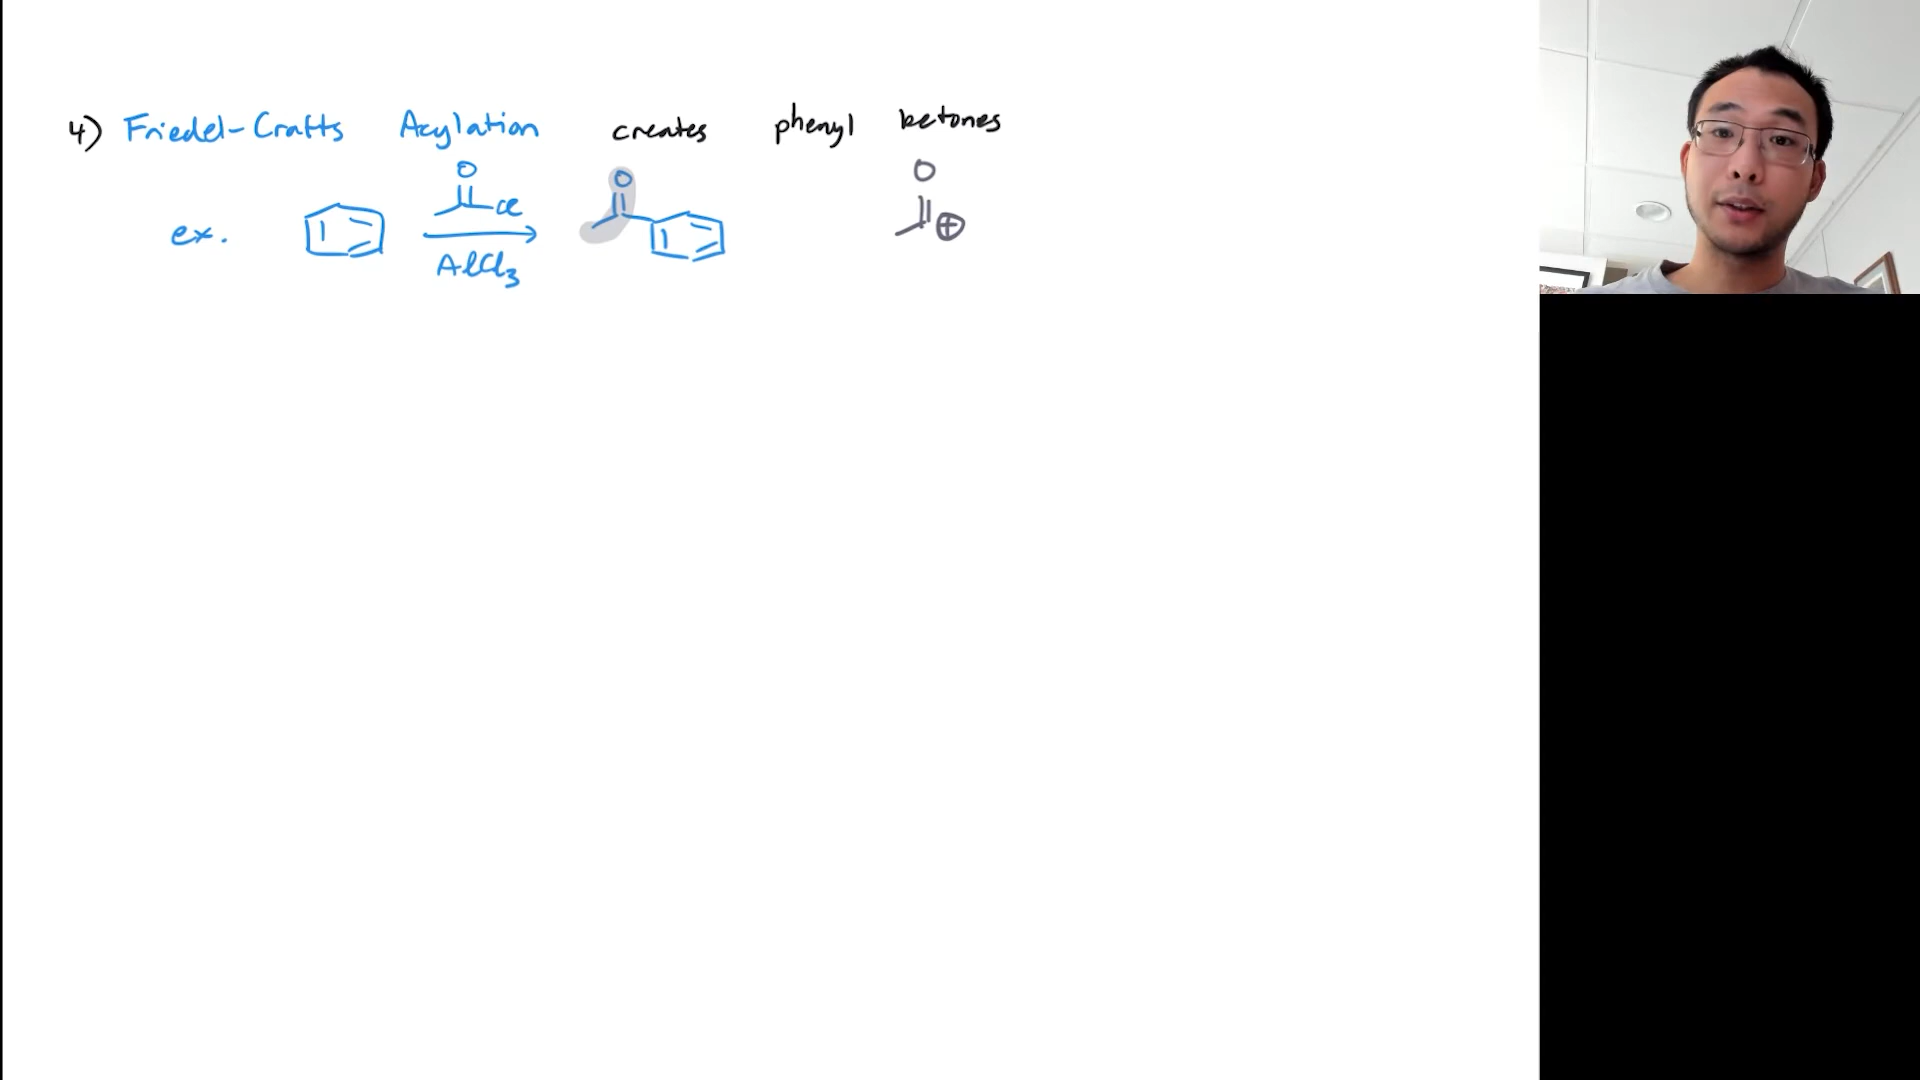 4) Friedel-Crafts Acylation creates phenyl ketones
O O O
Cl ⊕
ex.
AlCl3